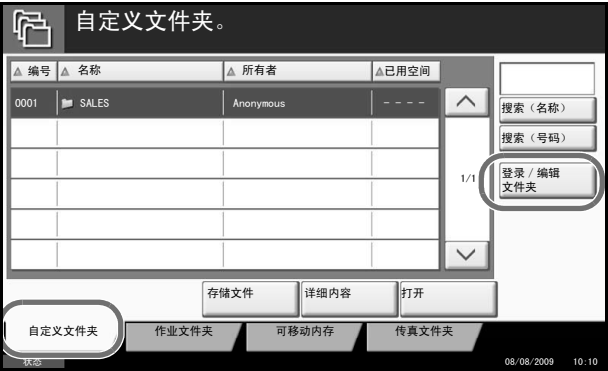 自定义文件夹。
编号 名称 所有者 已用空间
0001 SALES Anonymous - - - -
搜索（名称）
搜索（号码）
1/1
登录 / 编辑
文件夹
存储文件 详细内容 打开
自定义文件夹 作业文件夹 可移动内存 传真文件夹
状态 08/08/2009 10:10